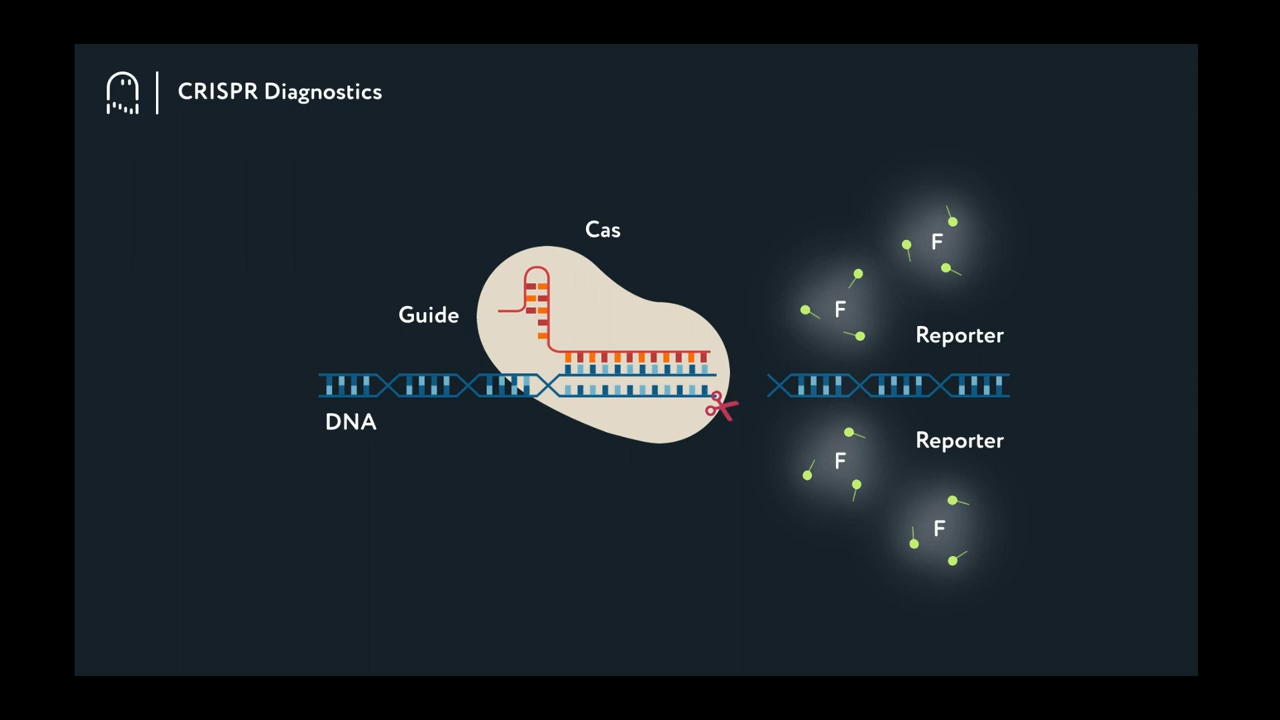 CRISPR Diagnostics
Cas
Guide
DNA
F
F
Reporter
Reporter
F
F